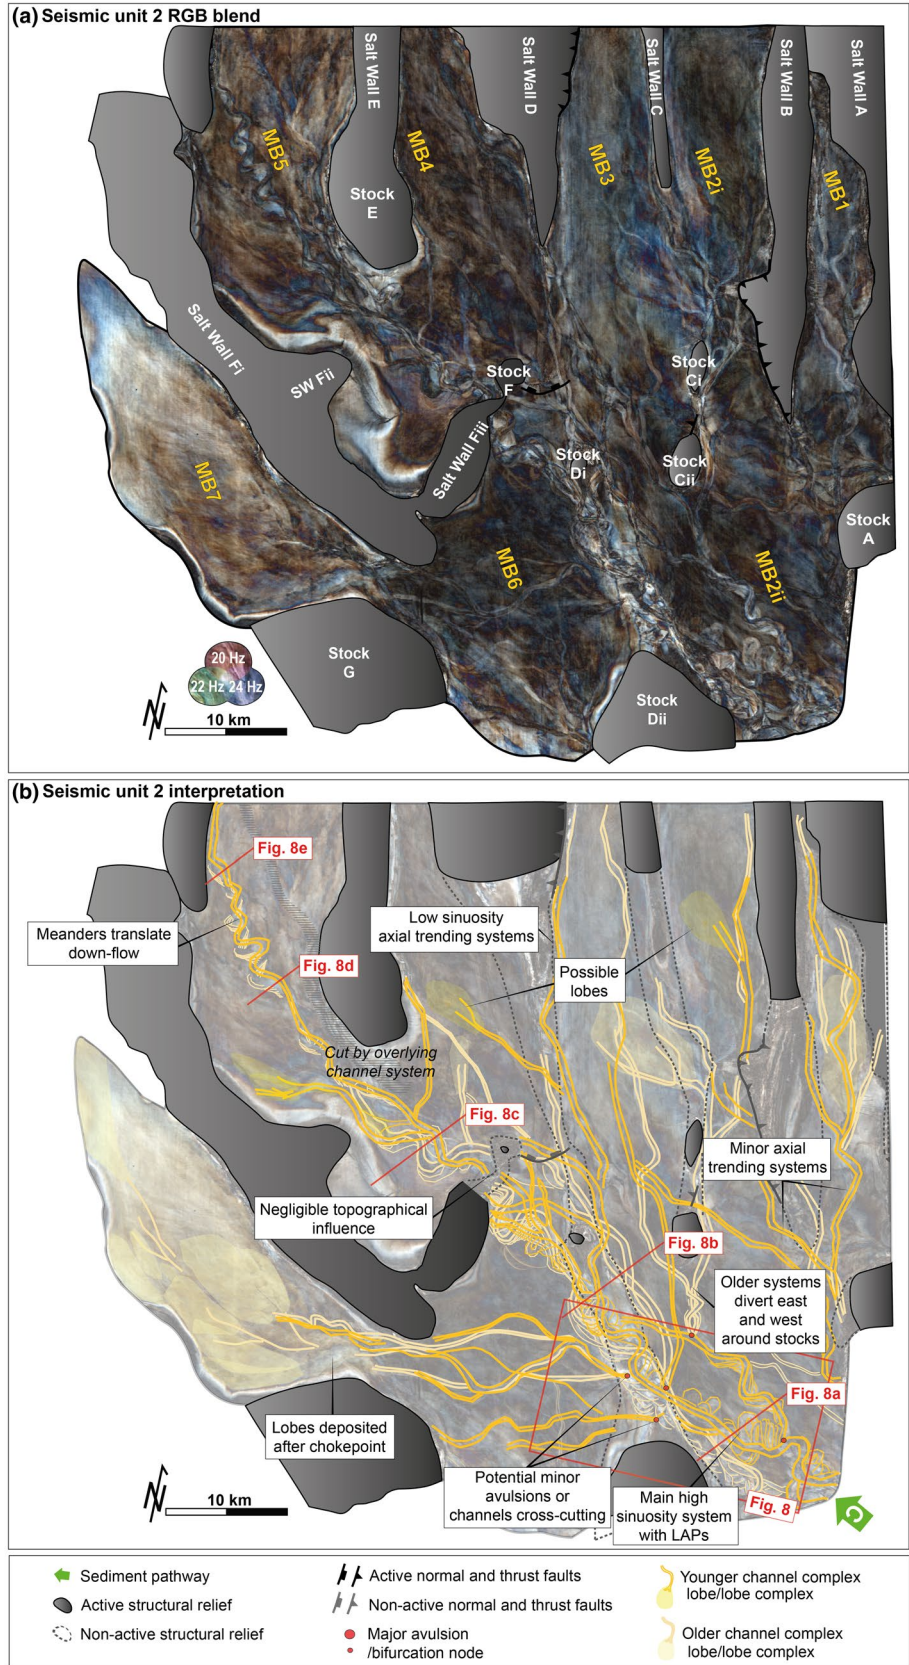 (a) Seismic unit 2 RGB blend
Salt Wall E
Salt Wall D
Salt Wall C
Salt Wall B
Salt Wall A
MB5
MB4
MB3
MB2i
MB1
Stock
E
Salt Wall Fi
SW Fii
Stock
F
Stock
Ci
Salt Wall Fiii
Stock
Di
Stock
Cii
MB7
Stock
A
MB6
MB2ii
Stock
G
Stock
Dii
20 Hz
22 Hz
24 Hz
N
10 km
(b) Seismic unit 2 interpretation
Fig. 8e
Meanders translate
down-flow
Low sinuosity
axial trending systems
Fig. 8d
Possible
lobes
Cut by overlying
channel system
Fig. 8c
Minor axial
trending systems
Negligible topographical
influence
Fig. 8b
Older systems
divert east
and west
around stocks
Fig. 8a
Lobes deposited
after chokepoint
Potential minor
avulsions or
channels cross-cutting
Main high
sinuosity system
with LAPs
Fig. 8
C
N
10 km
Sediment pathway
Active structural relief
Non-active structural relief
Active normal and thrust faults
Non-active normal and thrust faults
Major avulsion
/bifurcation node
Younger channel complex
lobe/lobe complex
Older channel complex
lobe/lobe complex